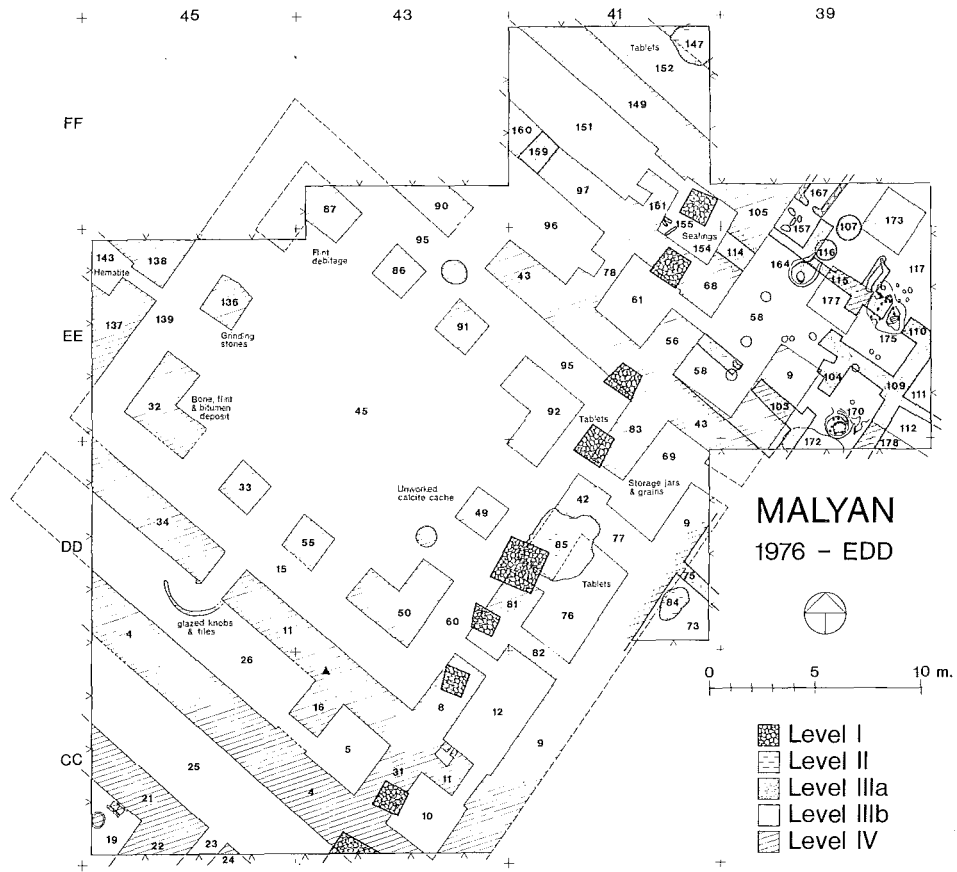 45 43 41 39
Tablets 147
152
FF
149
160 151
159
87 90 97 161 105 167
155 157 107 173
Sealings
Flint
debitage
95 96 154 114 116
143 138
Hematite
86 43 78 68 164 117
115
136 61 177
139 91 58
137 Grinding
stones
EE 56 175 110
95
32 Bone, flint
& bitumen
deposit
45 92 58 9 104 109
111
Tablets 83 43 103 170
112
172 178
69
Unworked
calcite cache
Storage jars
& grains
33 42
49 9
34
MALYAN
1976 – EDD
DD 55 85 77
15 75
Tablets
50 81 76 84
glazed knobs
& tiles
11 60 73
4 26 82
16 8 12
0 5 10 m.
5 9
CC
31 11
25 4 10
21
19 22 23
24
Level I
Level II
Level IIIa
Level IIIb
Level IV